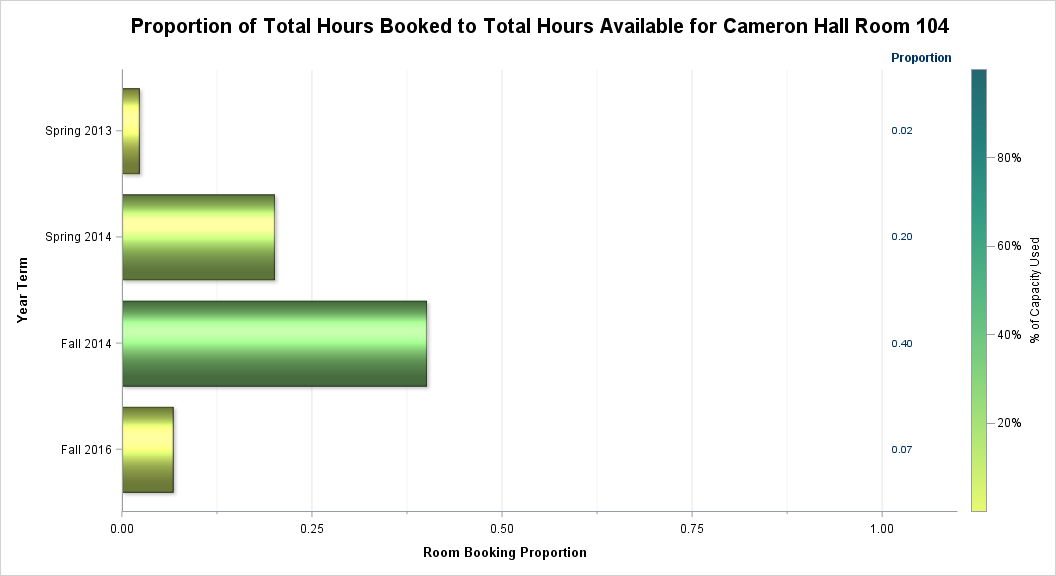 Proportion of Total Hours Booked to Total Hours Available for Cameron Hall Room 104
Proportion
Spring 2013
0.02
Spring 2014
0.20
Fall 2014
0.40
Fall 2016
0.07
Year Term
0.00
0.25
0.50
0.75
1.00
Room Booking Proportion
80%
60%
40%
20%
% of Capacity Used